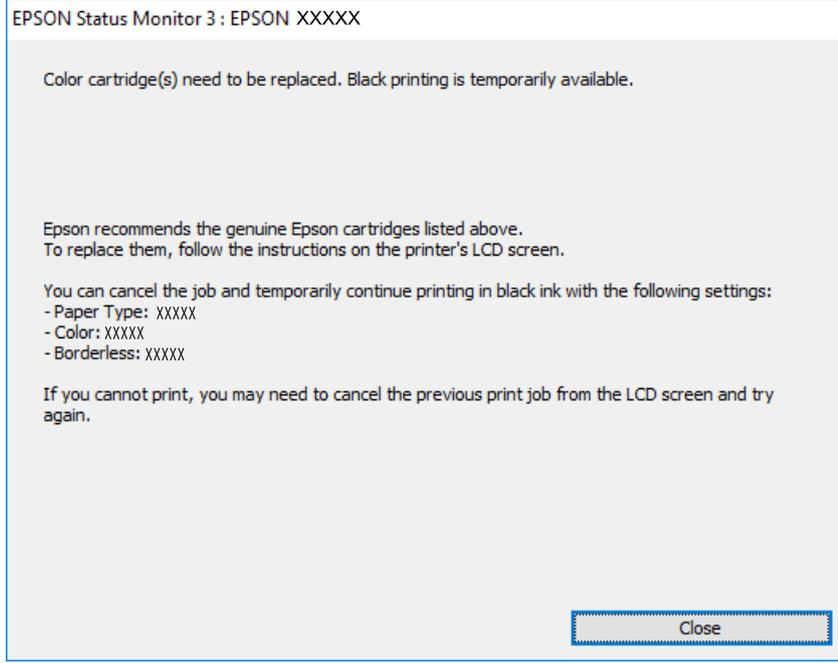 EPSON Status Monitor 3 : EPSON XXXXX
Color cartridge(s) need to be replaced. Black printing is temporarily available.
Epson recommends the genuine Epson cartridges listed above.
To replace them, follow the instructions on the printer's LCD screen.
You can cancel the job and temporarily continue printing in black ink with the following settings:
- Paper Type: XXXXX
- Color: XXXXX
- Borderless: XXXXX
If you cannot print, you may need to cancel the previous print job from the LCD screen and try
again.
Close